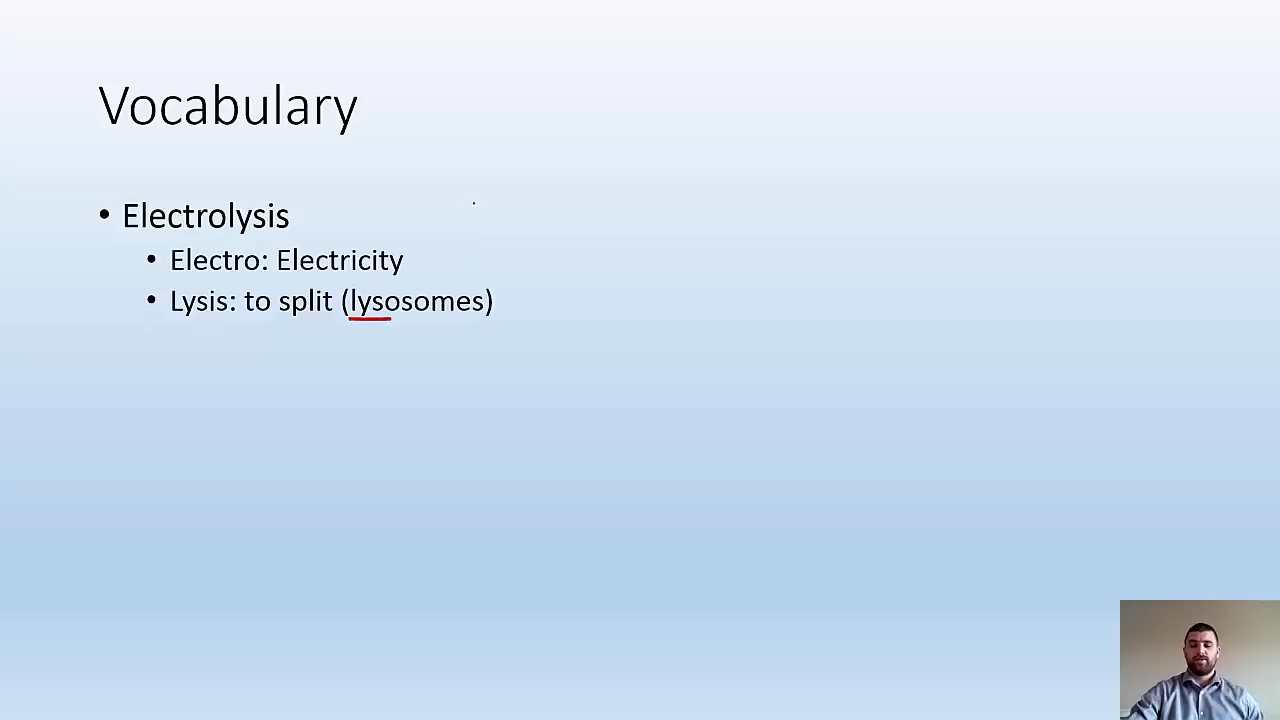 Vocabulary
• Electrolysis
• Electro: Electricity
• Lysis: to split (lysosomes)